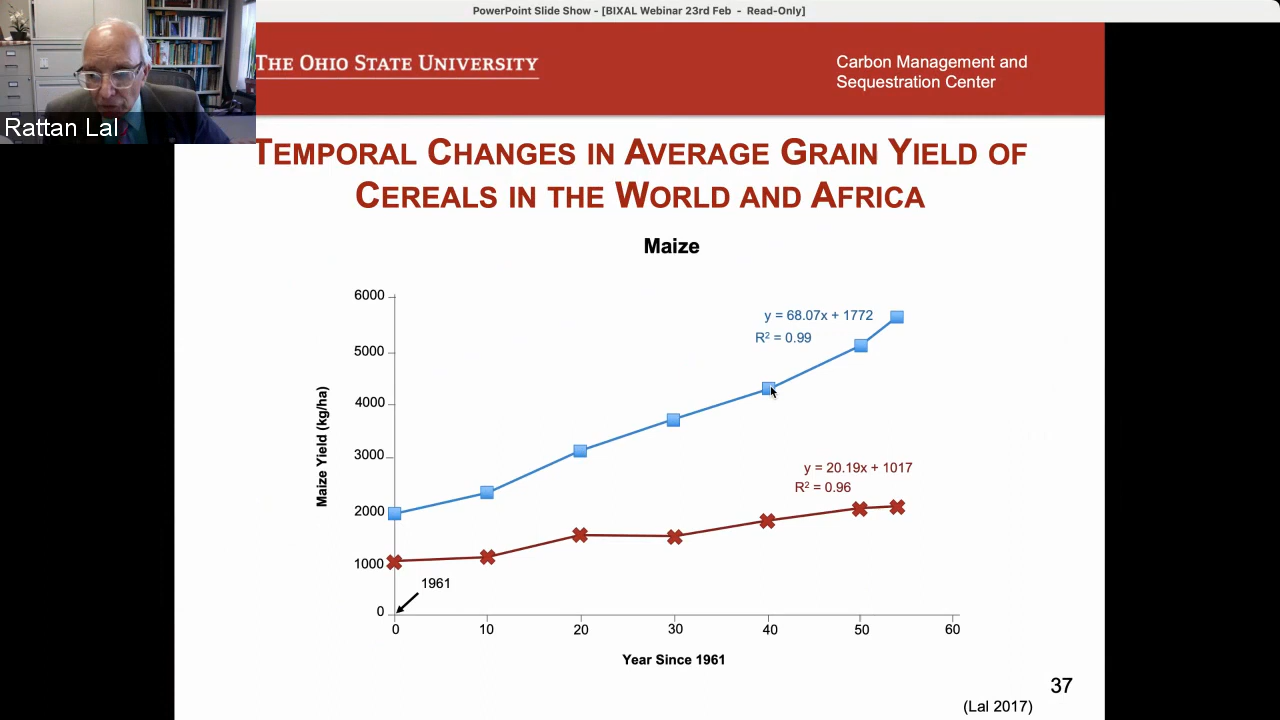 PowerPoint Slide Show - [BIXAL Webinar 23rd Feb - Read-Only]
THE OHIO STATE UNIVERSITY
Carbon Management and
Sequestration Center
Rattan Lal
TEMPORAL CHANGES IN AVERAGE GRAIN YIELD OF
CEREALS IN THE WORLD AND AFRICA
Maize
6000
5000
4000
3000
2000
1000
0
Maize Yield (kg/ha)
y = 68.07x + 1772
R² = 0.99
y = 20.19x + 1017
R² = 0.96
1961
0 10 20 30 40 50 60
Year Since 1961
37
(Lal 2017)